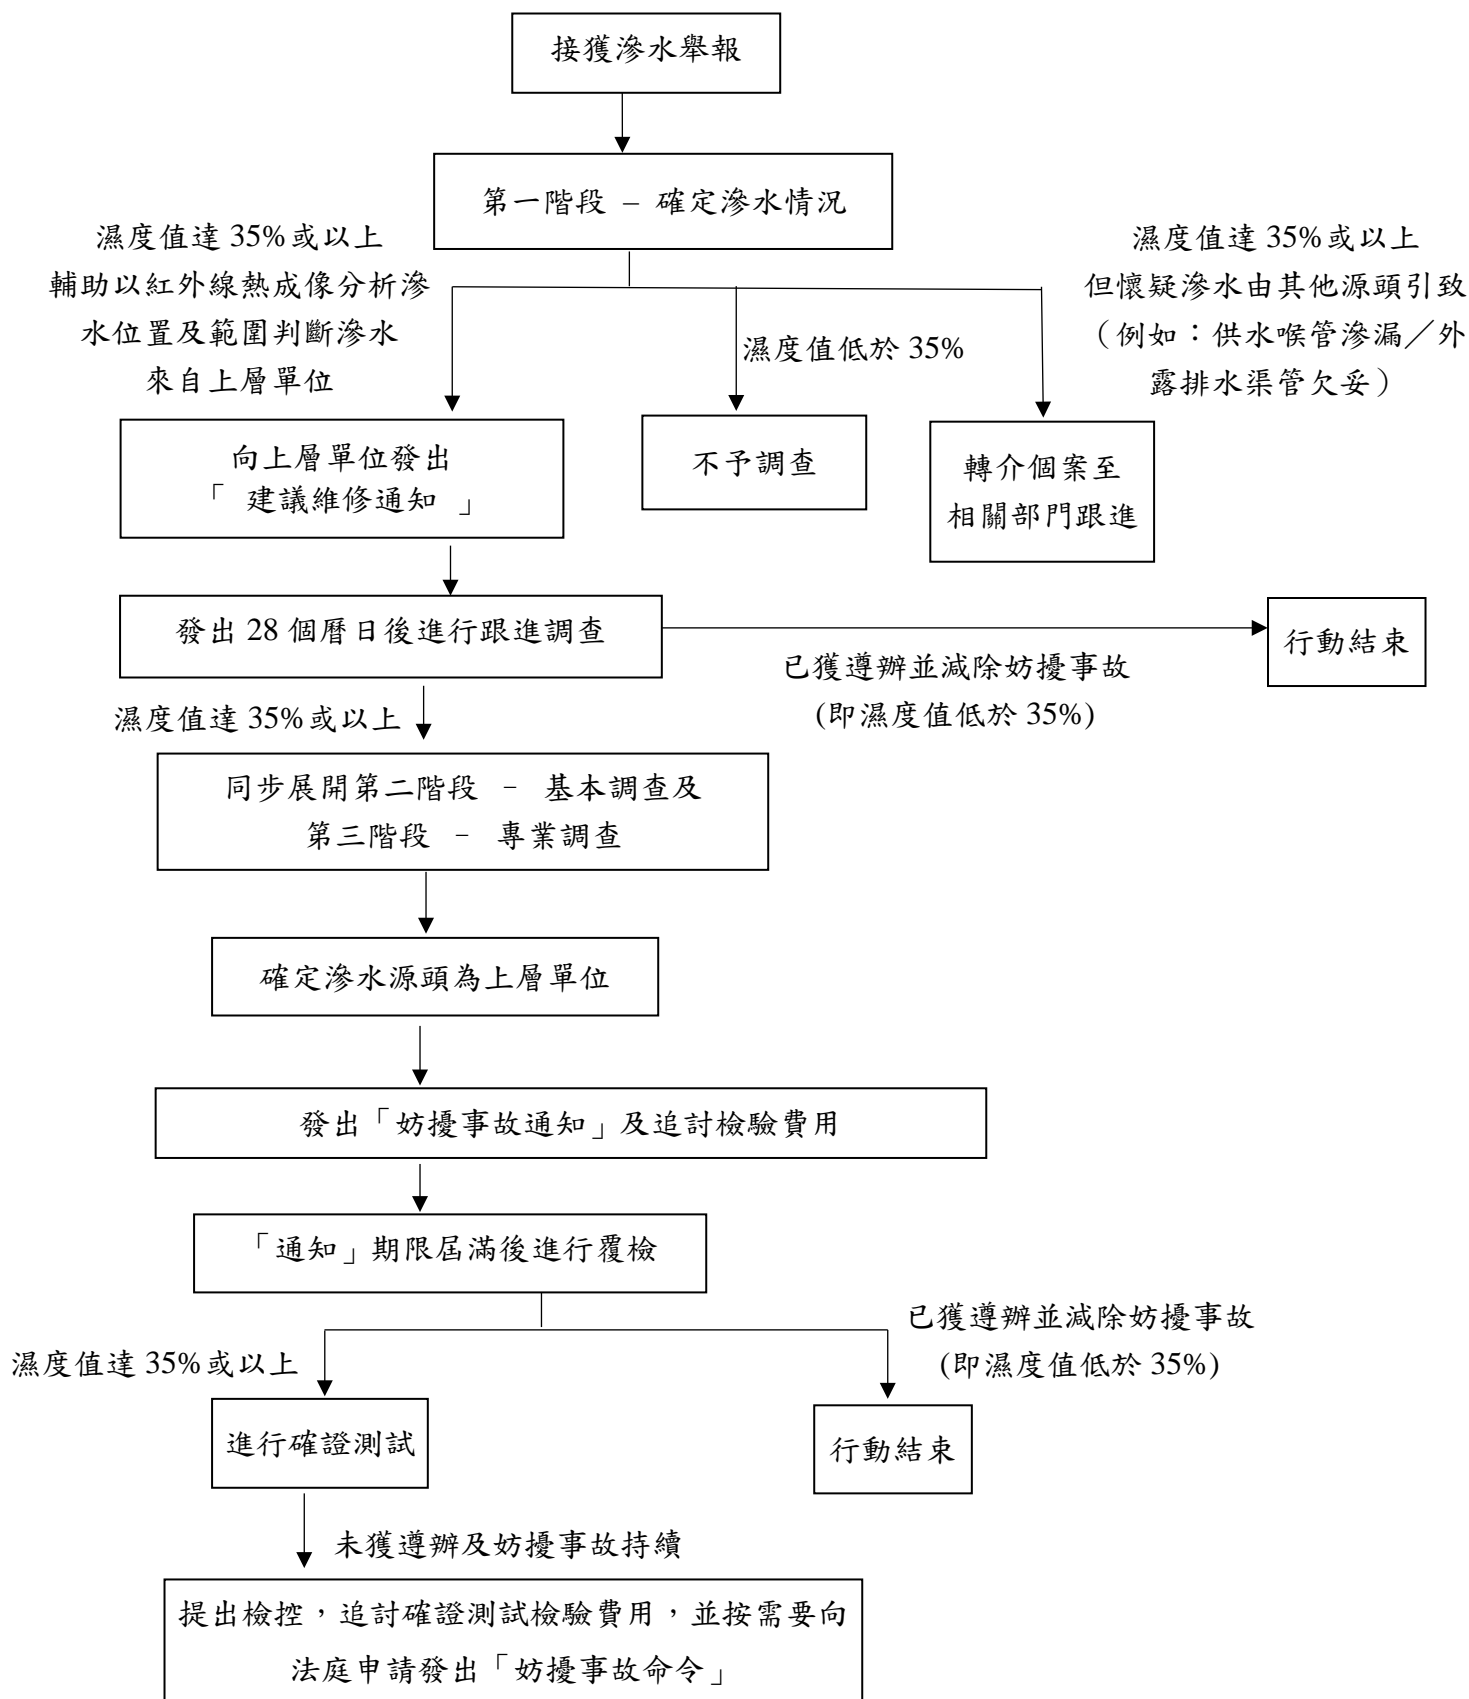 接獲滲水舉報
第一階段 – 確定滲水情況
濕度值達 35%或以上
輔助以紅外線熱成像分析滲
水位置及範圍判斷滲水
來自上層單位
濕度值低於 35%
濕度值達 35%或以上
但懷疑滲水由其他源頭引致
（例如：供水喉管滲漏／外
露排水渠管欠妥）
向上層單位發出
「 建議維修通知 」
不予調查
轉介個案至
相關部門跟進
發出 28 個曆日後進行跟進調查
已獲遵辦並減除妨擾事故
(即濕度值低於 35%)
行動結束
濕度值達 35%或以上
同步展開第二階段 – 基本調查及
第三階段 – 專業調查
確定滲水源頭為上層單位
發出「妨擾事故通知」及追討檢驗費用
「通知」期限屆滿後進行覆檢
濕度值達 35%或以上
已獲遵辦並減除妨擾事故
(即濕度值低於 35%)
進行確證測試
行動結束
未獲遵辦及妨擾事故持續
提出檢控，追討確證測試檢驗費用，並按需要向
法庭申請發出「妨擾事故命令」